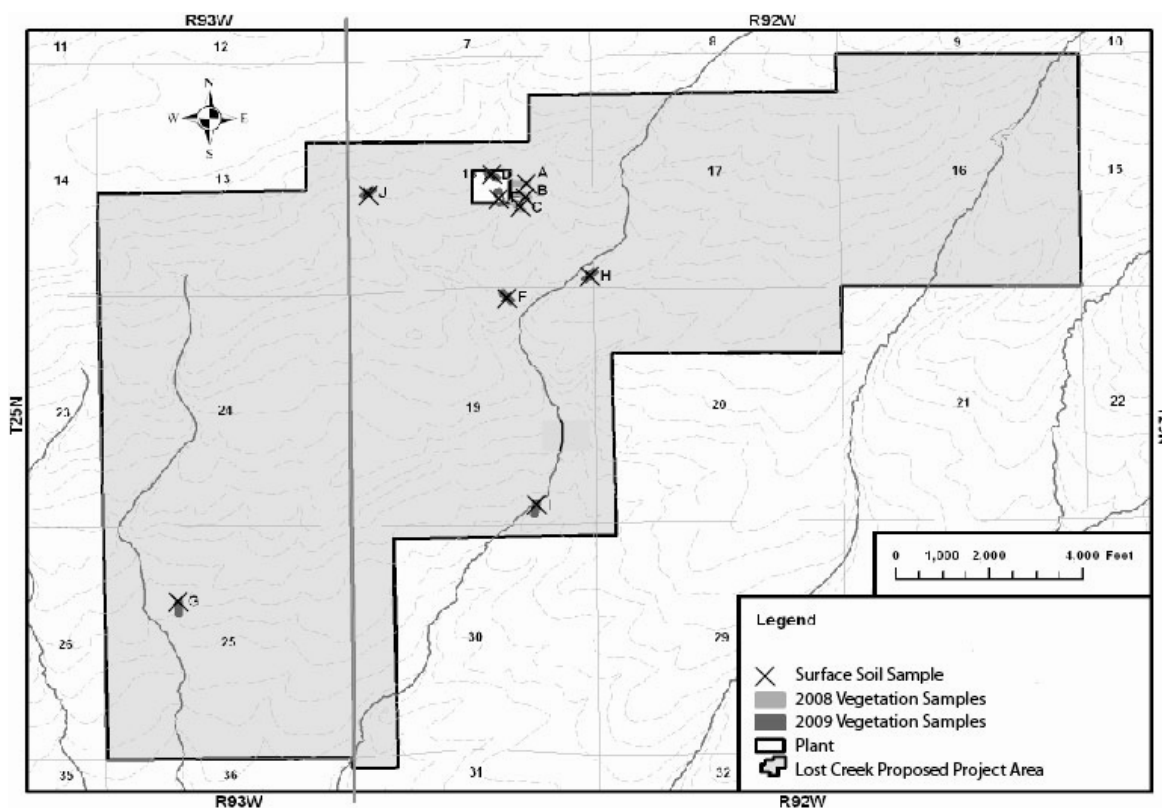 R93W R92W
11 12 7 8 9 10
N
W E
S
14 13 17 16 15
D A
J B
C
H
F
T25N
23 24 19 20 21 22
I
G
0 1,000 2,000 4,000 Feet
26 25 30 29
Legend
Surface Soil Sample
2008 Vegetation Samples
2009 Vegetation Samples
Plant
Lost Creek Proposed Project Area
35 36 31 32
R93W R92W